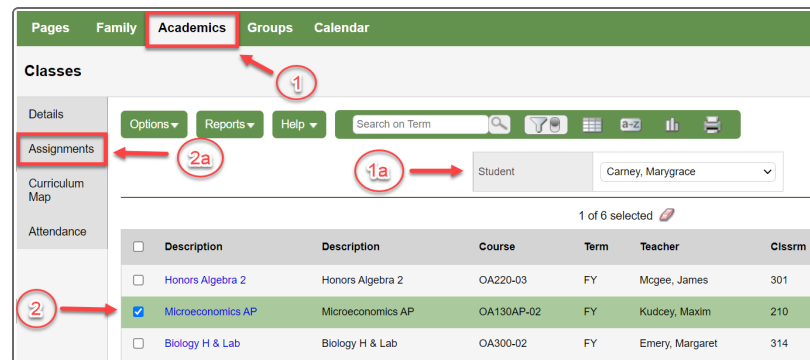 Pages Family Academics Groups Calendar
1
Classes
Details
Options Reports Help Search on Term a-z
Assignments
2a
1a Student Carney, Marygrace
Curriculum
Map
1 of 6 selected
Attendance
Description Description Course Term Teacher Clssrm
Honors Algebra 2 Honors Algebra 2 OA220-03 FY Mcgee, James 301
2 Microeconomics AP Microeconomics AP OA130AP-02 FY Kudcey, Maxim 210
Biology H & Lab Biology H & Lab OA300-02 FY Emery, Margaret 314